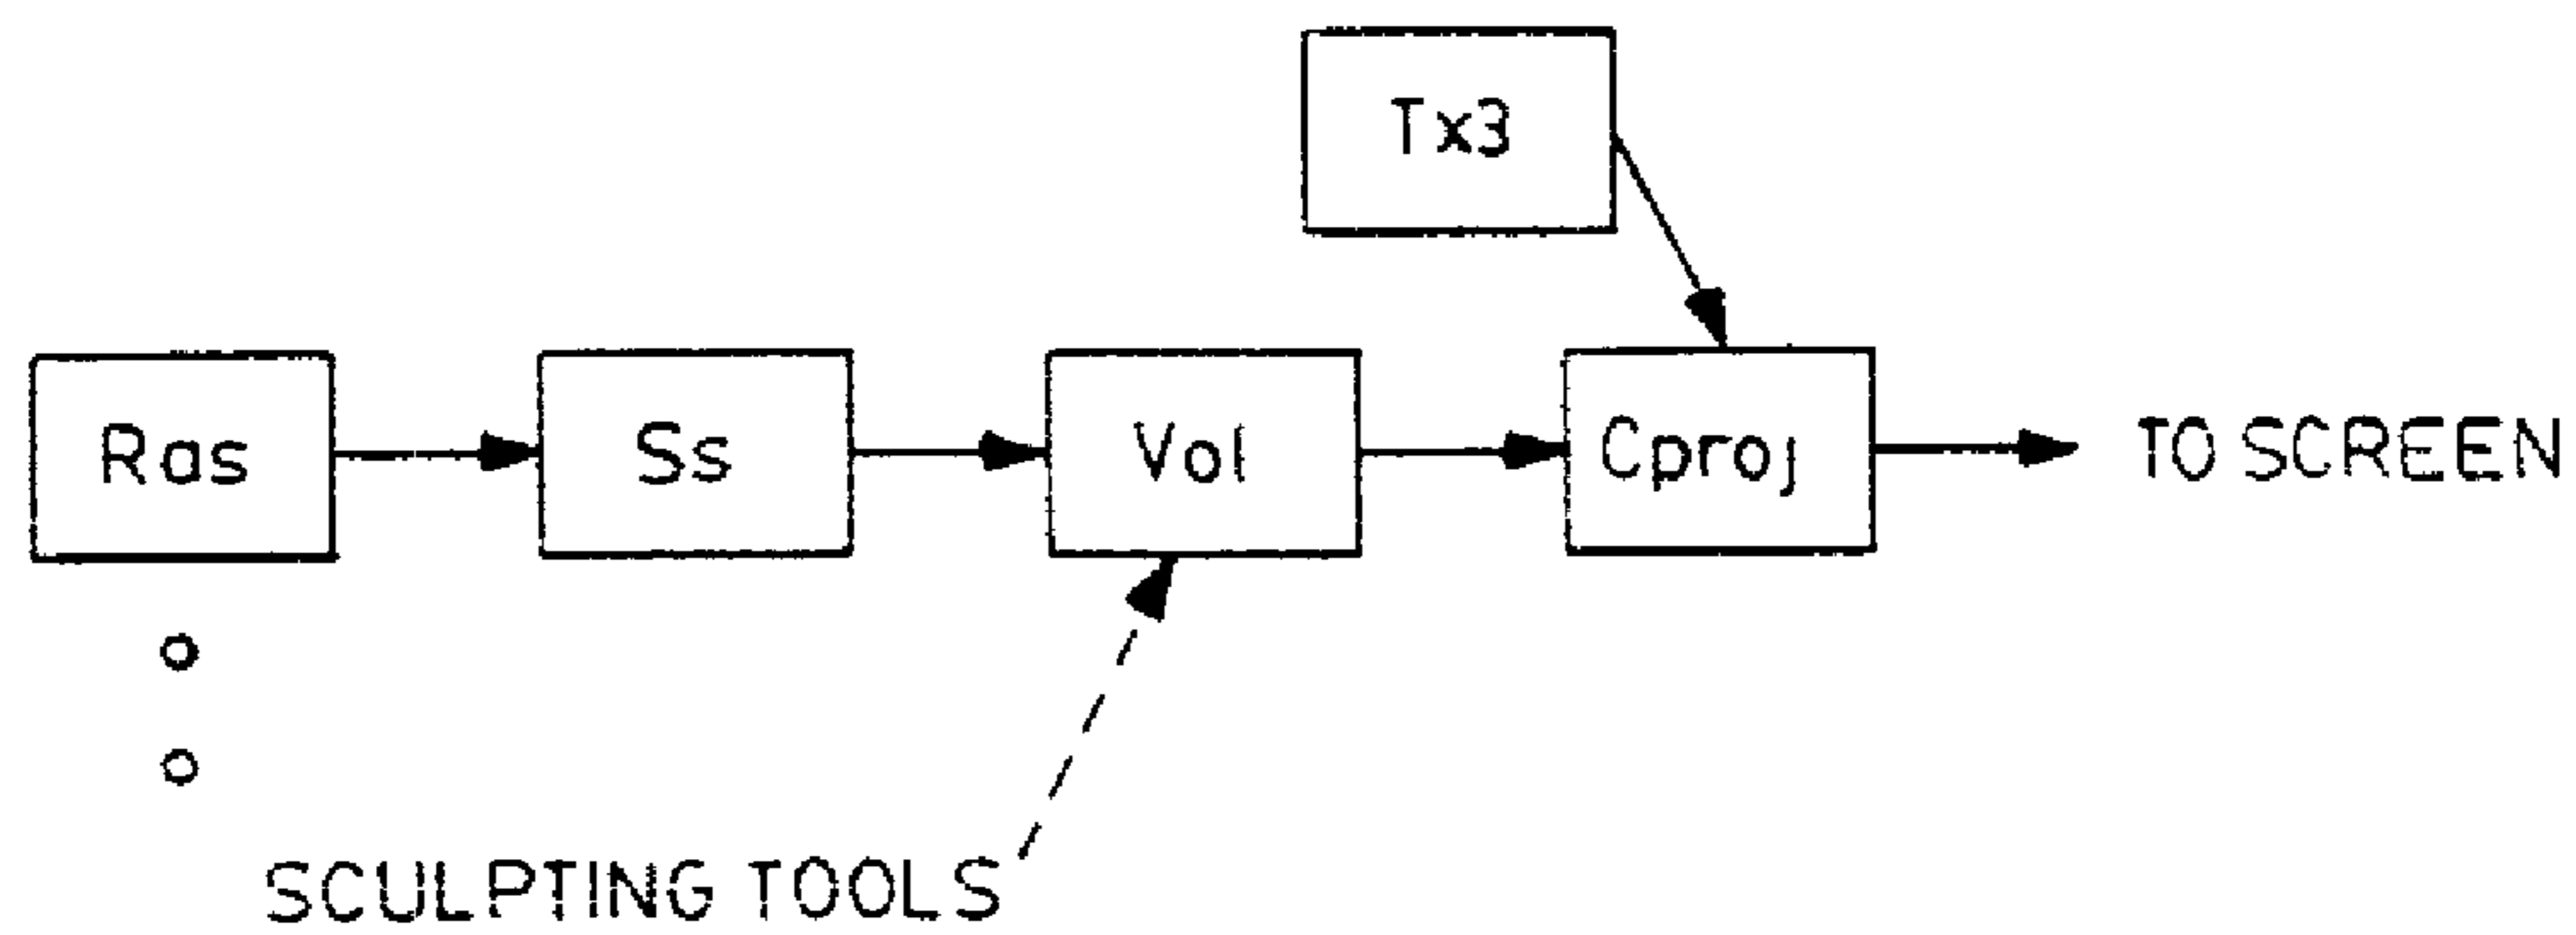 Tx3
Ras
Ss
Vol
Cproj
TO SCREEN
SCULPTING TOOLS